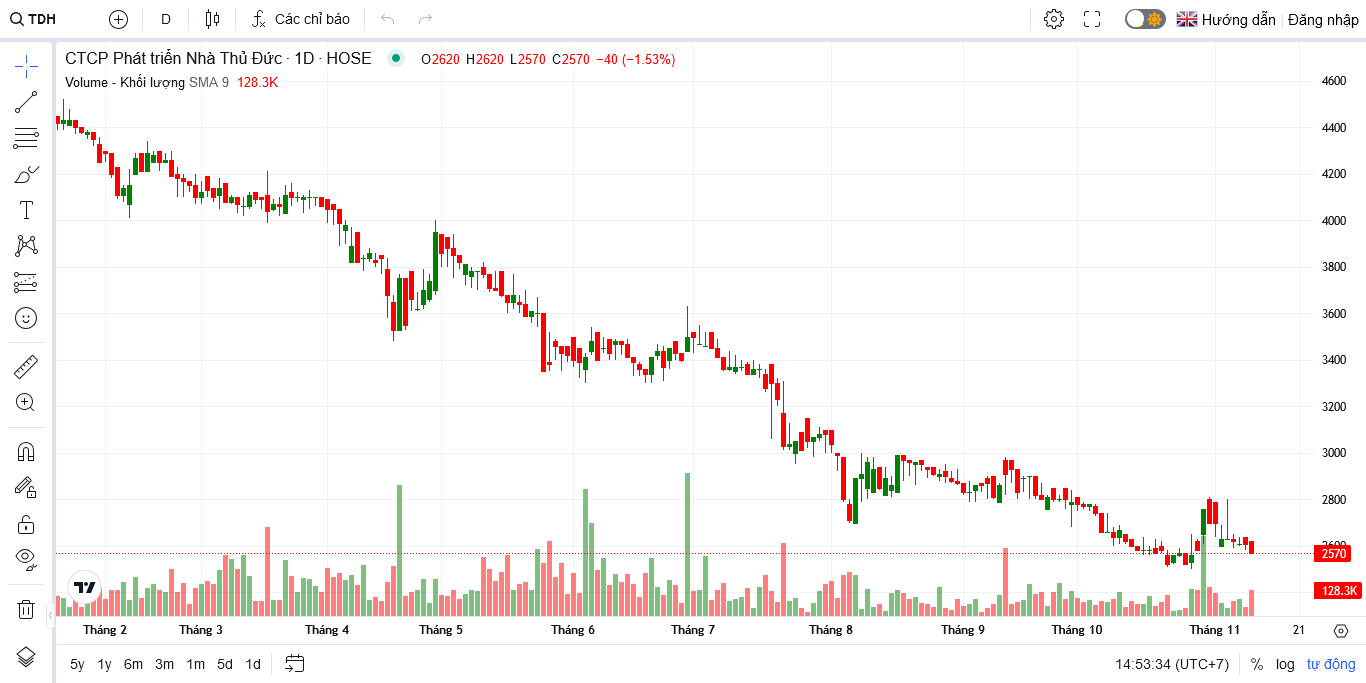 TDH D Các chỉ báo Hướng dẫn Đăng nhập
CTCP Phát triển Nhà Thủ Đức · 1D · HOSE O2620 H2620 L2570 C2570 −40 (−1.53%)
Volume - Khối lượng SMA 9 128.3K
4600
4400
4200
4000
3800
3600
3400
3200
3000
2800
2600
2570
128.3K
Tháng 2 Tháng 3 Tháng 4 Tháng 5 Tháng 6 Tháng 7 Tháng 8 Tháng 9 Tháng 10 Tháng 11 21
5y 1y 6m 3m 1m 5d 1d 14:53:34 (UTC+7) % log tự động